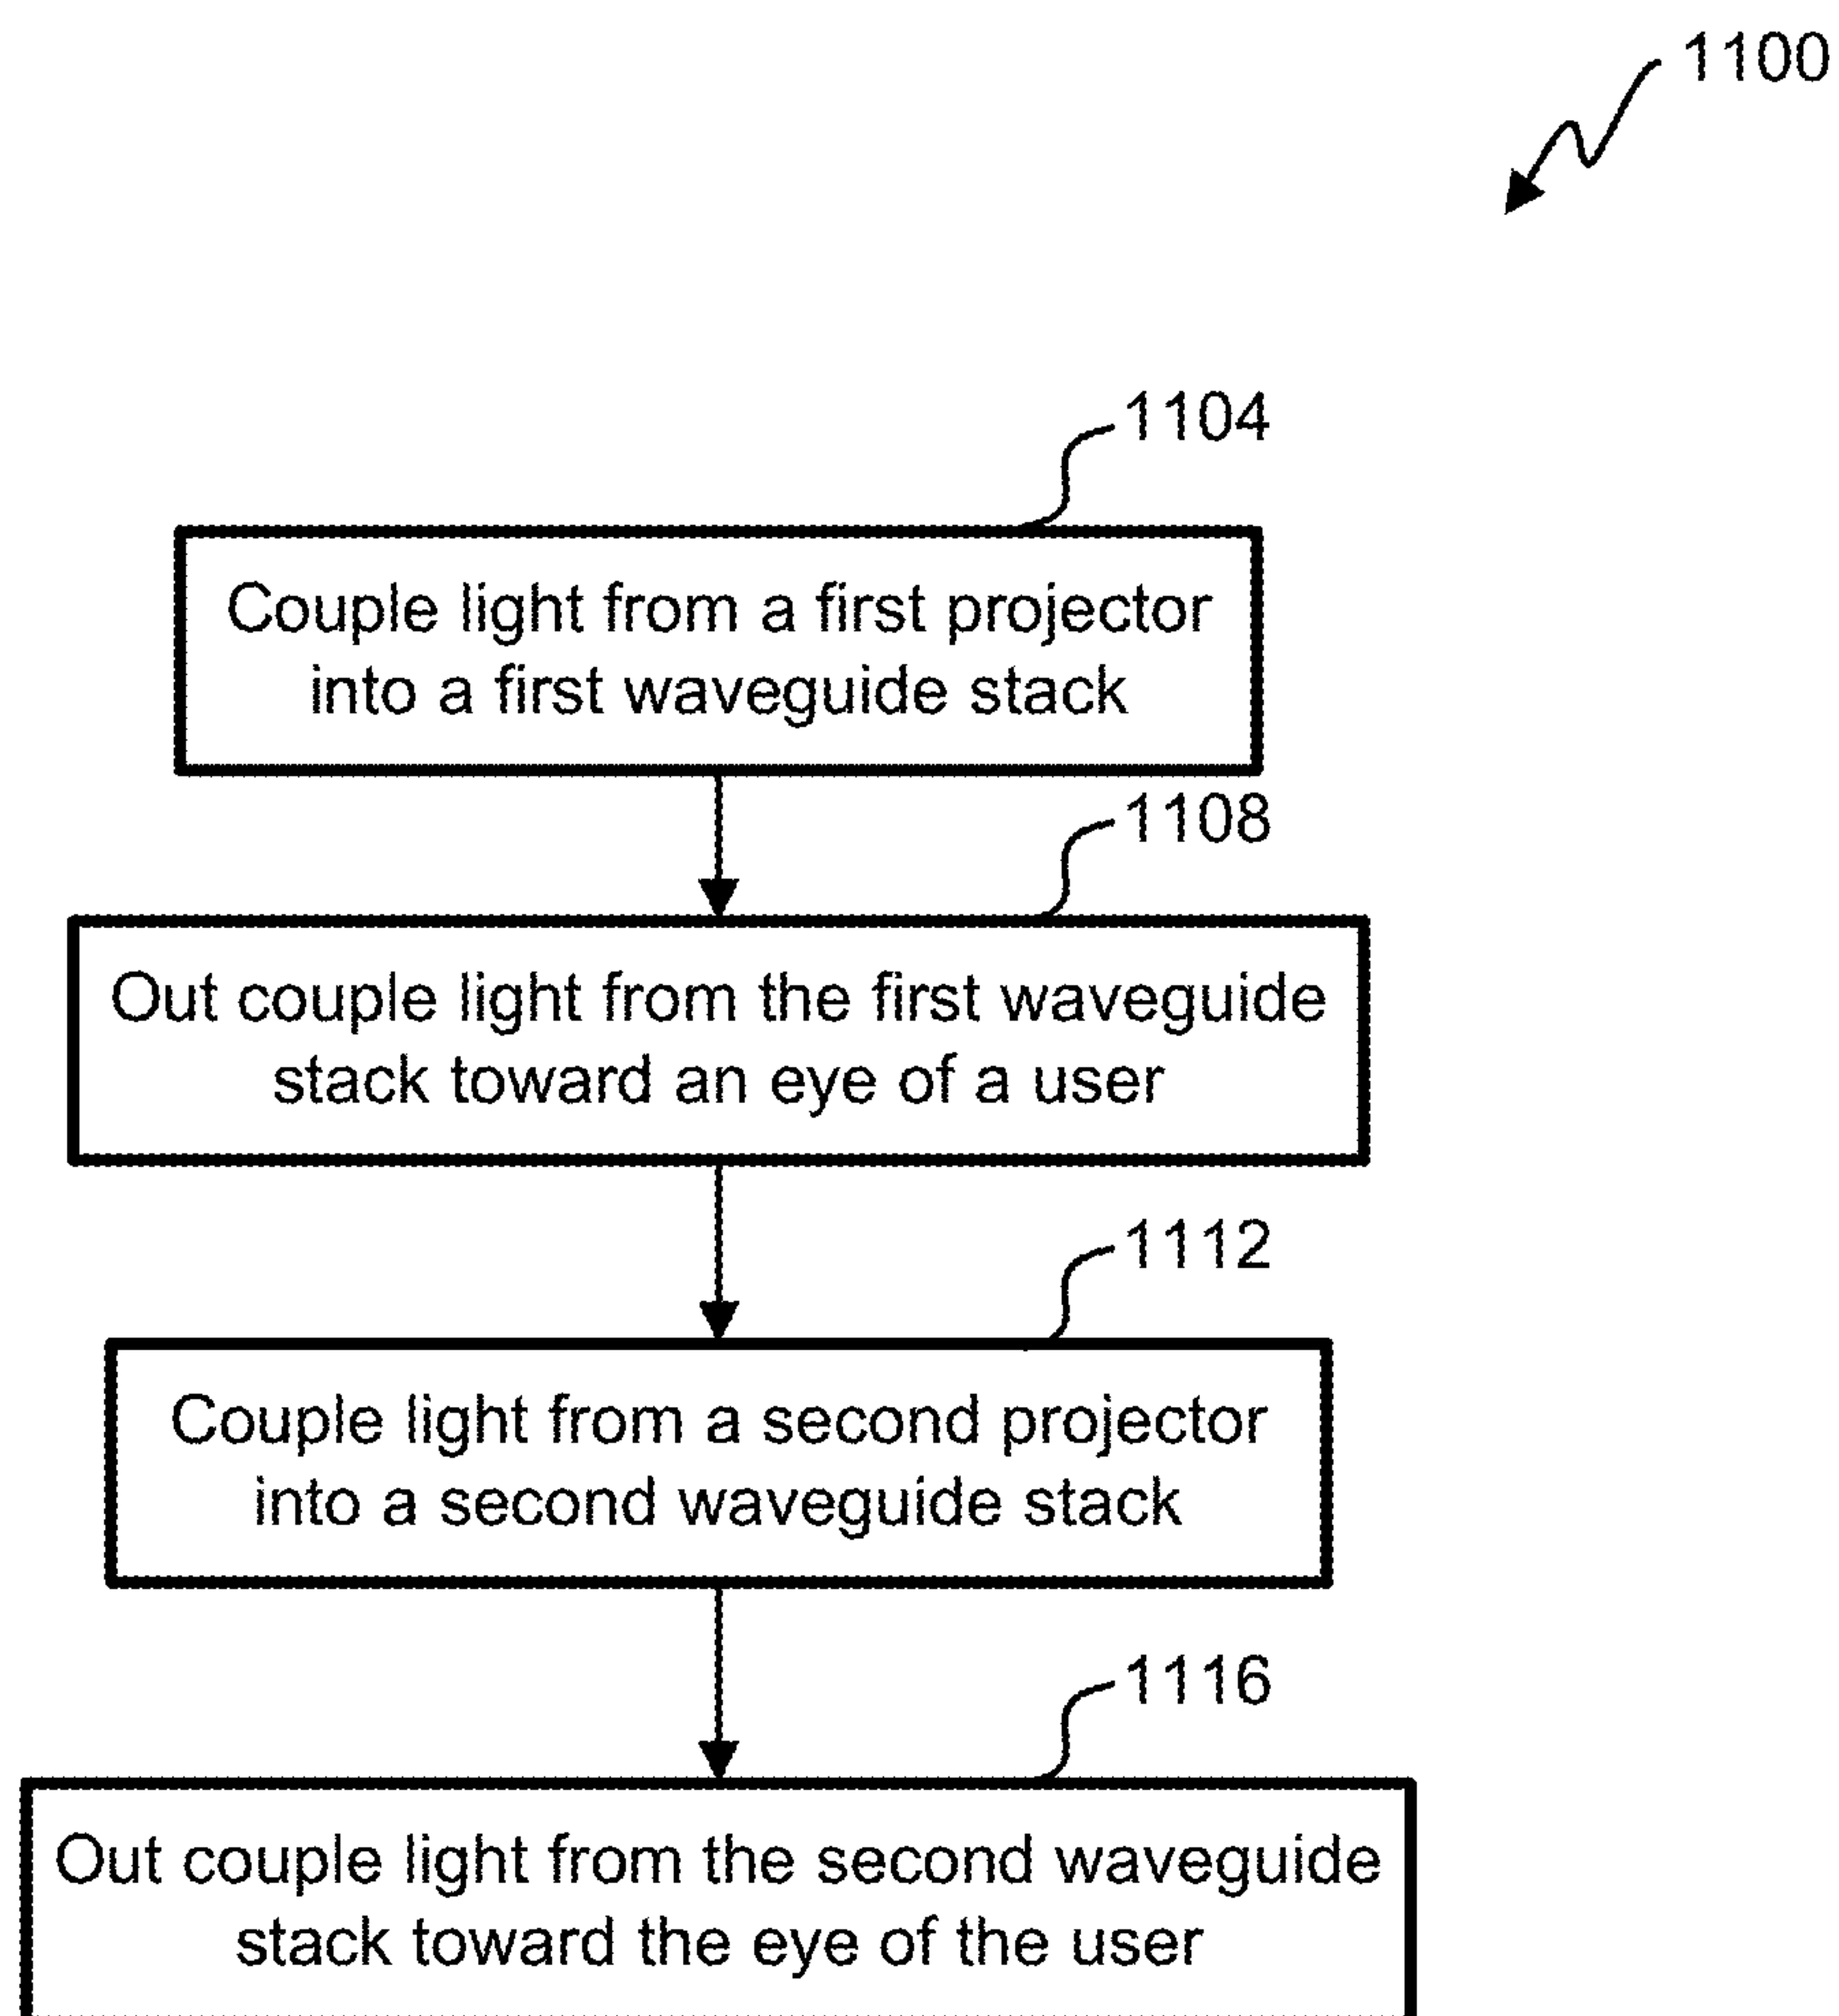 1100
1104
Couple light from a first projector
into a first waveguide stack
1108
Out couple light from the first waveguide
stack toward an eye of a user
1112
Couple light from a second projector
into a second waveguide stack
1116
Out couple light from the second waveguide
stack toward the eye of the user